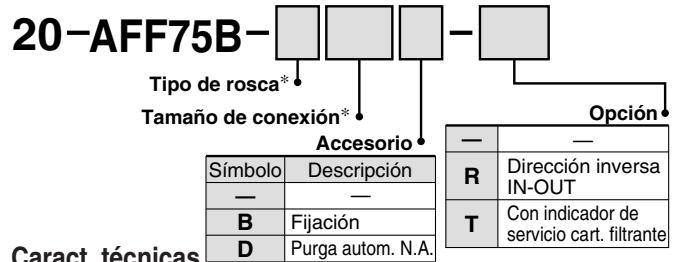 20-AFF75B-
-
Tipo de rosca*
Tamaño de conexión*
Accesorio
Símbolo Descripción
— —
B Fijación
D Purga autom. N.A.
Opción
— —
R Dirección inversa IN-OUT
T Con indicador de servicio cart. filtrante
Caract. técnicas